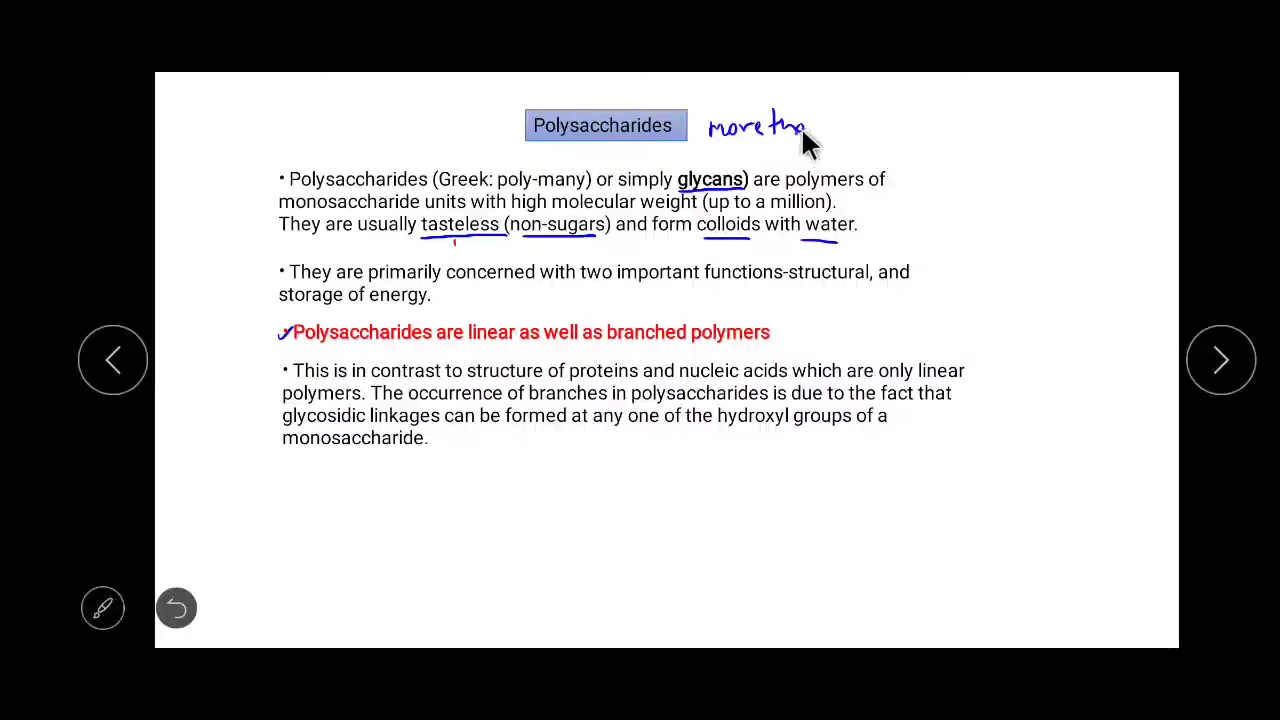 Polysaccharides more tha
• Polysaccharides (Greek: poly-many) or simply glycans) are polymers of
monosaccharide units with high molecular weight (up to a million).
They are usually tasteless (non-sugars) and form colloids with water.
• They are primarily concerned with two important functions-structural, and
storage of energy.
• Polysaccharides are linear as well as branched polymers
• This is in contrast to structure of proteins and nucleic acids which are only linear
polymers. The occurrence of branches in polysaccharides is due to the fact that
glycosidic linkages can be formed at any one of the hydroxyl groups of a
monosaccharide.